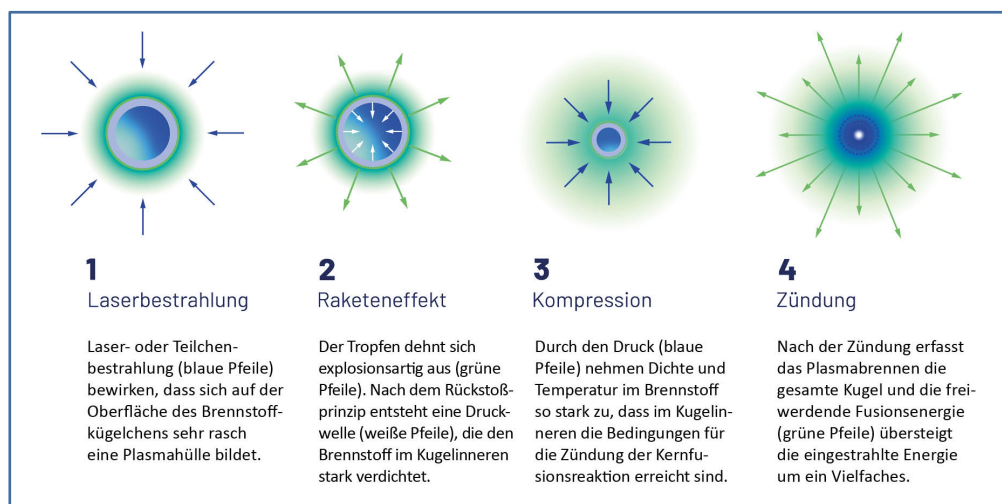 1
Laserbestrahlung
Laser- oder Teilchen-
bestrahlung (blaue Pfeile)
bewirken, dass sich auf der
Oberfläche des Brennstoff-
kügelchens sehr rasch
eine Plasmahülle bildet.
2
Raketeneffekt
Der Tropfen dehnt sich
explosionsartig aus (grüne
Pfeile). Nach dem Rückstoß-
prinzip entsteht eine Druck-
welle (weiße Pfeile), die den
Brennstoff im Kugelinneren
stark verdichtet.
3
Kompression
Durch den Druck (blaue
Pfeile) nehmen Dichte und
Temperatur im Brennstoff
so stark zu, dass im Kugelin-
neren die Bedingungen für
die Zündung der Kernfu-
sionsreaktion erreicht sind.
4
Zündung
Nach der Zündung erfasst
das Plasmabrennen die
gesamte Kugel und die frei-
werdende Fusionsenergie
(grüne Pfeile) übersteigt
die eingestrahlte Energie
um ein Vielfaches.